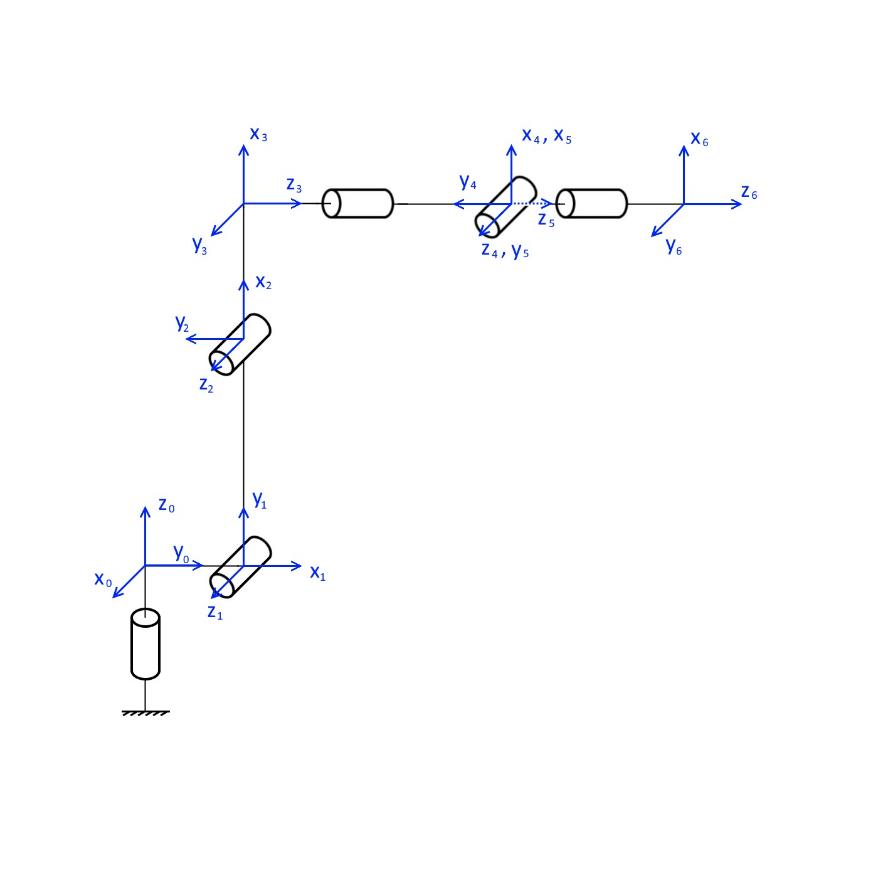 x₃
z₃
y₃
x₄, x₅
y₄
z₅
z₄, y₅
x₆
z₆
y₆
x₂
y₂
z₂
z₀
y₀
x₀
y₁
x₁
z₁